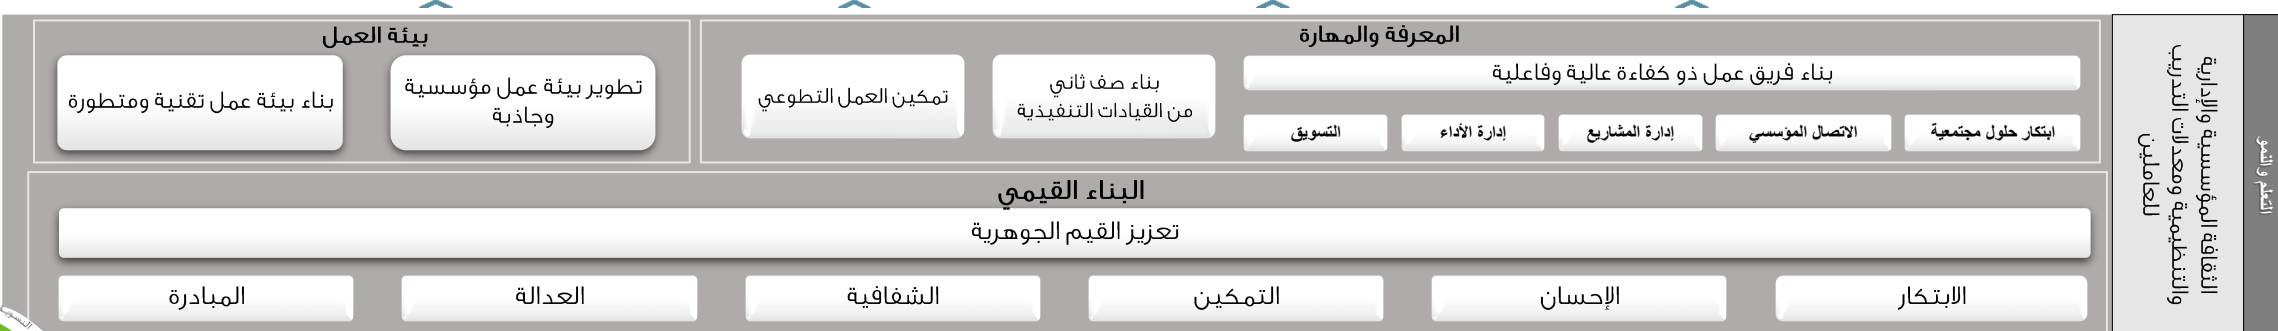 التعلم و النمو
الثقافة المؤسسية والإدارية
والتنظيمية ومعدلات التدريب
للعاملين
المعرفة والمهارة
بناء فريق عمل ذو كفاءة عالية وفاعلية
ابتكار حلول مجتمعية
الاتصال المؤسسي
إدارة المشاريع
إدارة الأداء
التسويق
بناء صف ثاني
من القيادات التنفيذية
تمكين العمل التطوعي
بيئة العمل
تطوير بيئة عمل مؤسسية
وجاذبة
بناء بيئة عمل تقنية ومتطورة
البناء القيمي
تعزيز القيم الجوهرية
الابتكار
الإحسان
التمكين
الشفافية
العدالة
المبادرة